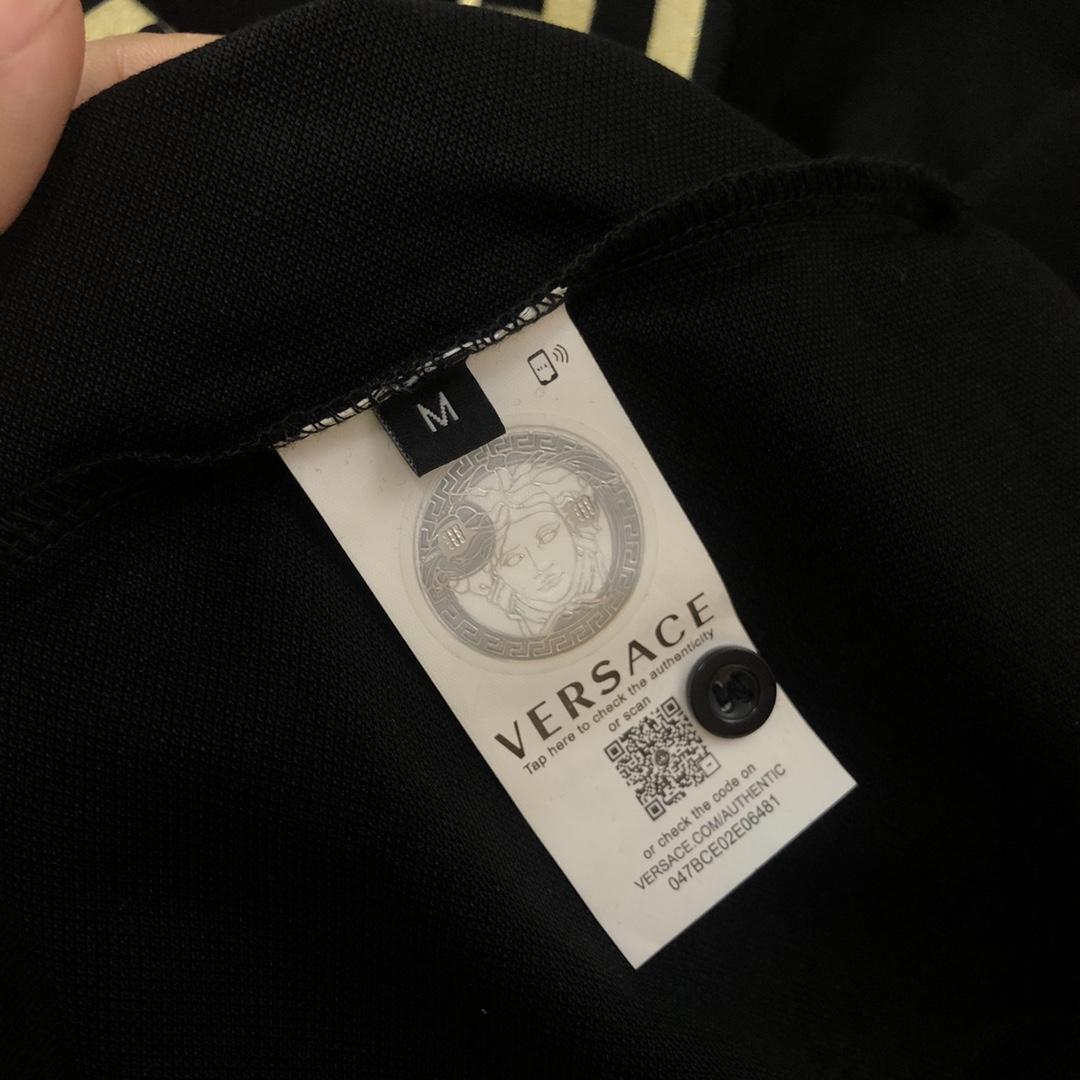 M
VERSACE
Tap here to check the authenticity
or scan
or check the code on
VERSACE.COM/AUTHENTIC
047BCE02E06481